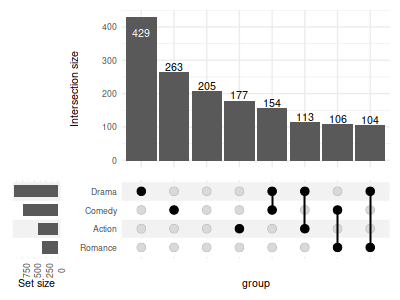 Intersection size
400
300
200
100
0
429
263
205
177
154
113
106
104
Drama
Comedy
Action
Romance
750
500
250
0
Set size
group